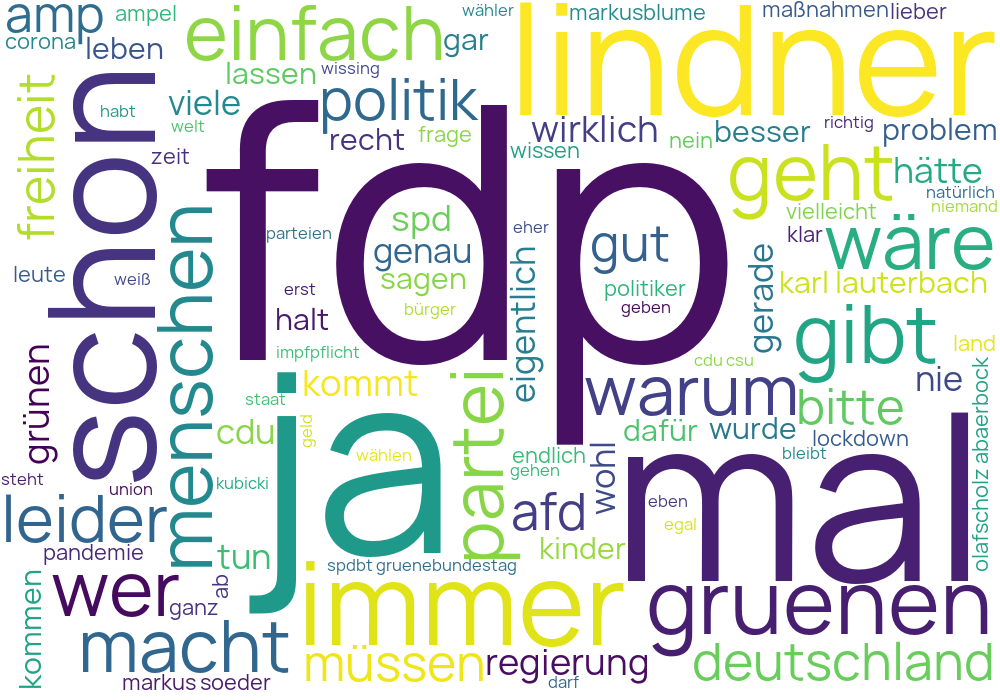 amp
ampel
einfach
gar
wähler
markusblume
maßnahmen
lieber
corona
leben
lassen
wissing
lindner
freiheit
schon
habt
viele
welt
politik
recht
frage
wirklich
nein
besser
richtig
problem
zeit
fdp
wissen
geht
hätte
natürlich
niemand
menschen
parteien
spd
genau
sagen
bürger
eher
gut
politiker
geben
vielleicht
klar
wäre
gerade
karl lauterbach
leute
weiß
erst
halt
eigentlich
gibt
impfpflicht
cdu csu
land
grünen
kommt
ja
staat
partei
warum
nie
bitte
cdu
geld
wählen
dafür
wurde
lockdown
olafscholz abaerbock
steht
union
kubicki
endlich
gehen
wohl
mal
bleibt
leider
afd
eben
egal
pandemie
tun
kinder
spdbt gruenebundestag
kommen
wer
ganz
ab
immer
gruenen
macht
müssen
regierung
deutschland
markus soeder
darf